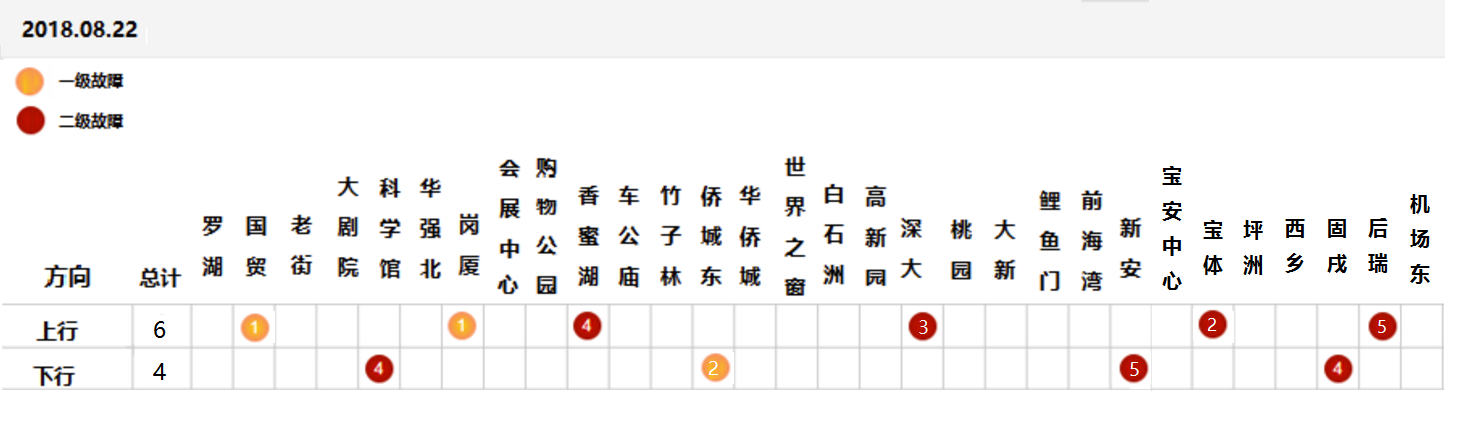 2018.08.22
一级故障
二级故障
方向 总计 罗湖 国贸 老街 大剧院 科学馆 华强北 岗厦 会展中心 购物公园 香蜜湖 车公庙 竹子林 侨城东 华侨城 世界之窗 白石洲 高新园 深大 桃园 大新 鲤鱼门 前海湾 新安 宝安中心 宝体 坪洲 西乡 固戌 后瑞 机场东
上行 6 1 1 4 3 2 5
下行 4 4 2 5 4